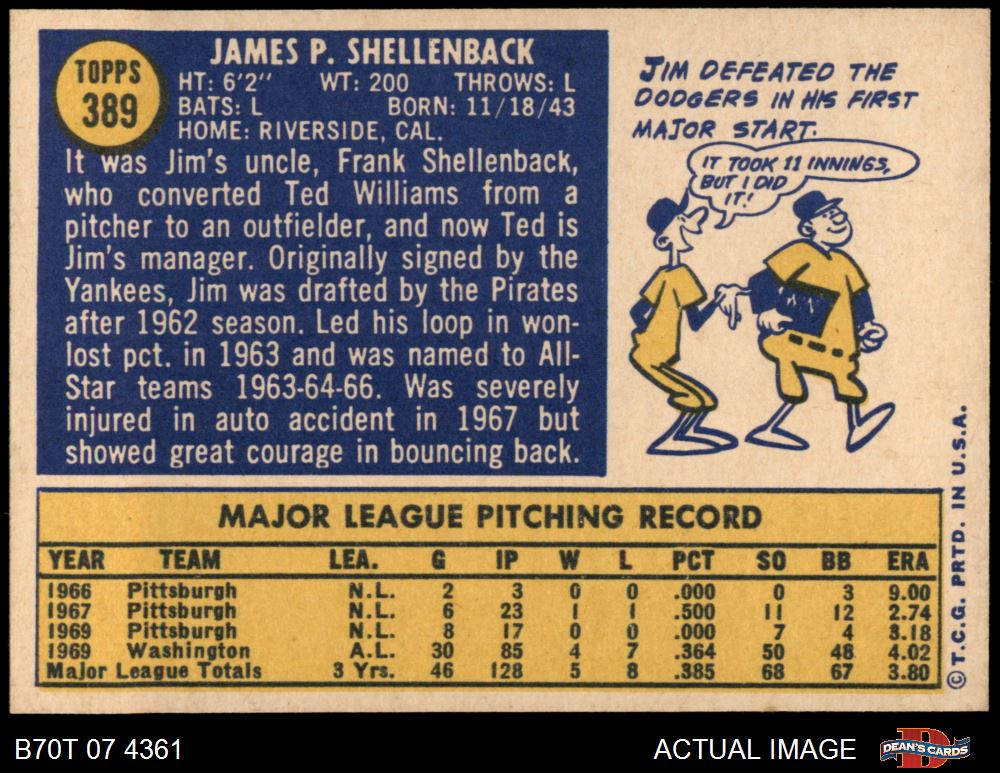 TOPPS
389
JAMES P. SHELLENBACK
HT: 6'2" WT: 200 THROWS: L
BATS: L BORN: 11/18/43
HOME: RIVERSIDE, CAL.
It was Jim's uncle, Frank Shellenback,
who converted Ted Williams from a
pitcher to an outfielder, and now Ted is
Jim's manager. Originally signed by the
Yankees, Jim was drafted by the Pirates
after 1962 season. Led his loop in won-
lost pct. in 1963 and was named to All-
Star teams 1963-64-66. Was severely
injured in auto accident in 1967 but
showed great courage in bouncing back.
JIM DEFEATED THE
DODGERS IN HIS FIRST
MAJOR START.
IT TOOK 11 INNINGS,
BUT I DID
IT!
MAJOR LEAGUE PITCHING RECORD
YEAR TEAM LEA. G IP W L PCT SO BB ERA
1966 Pittsburgh N.L. 2 3 0 0 .000 0 3 9.00
1967 Pittsburgh N.L. 6 23 1 1 .500 11 12 2.74
1969 Pittsburgh N.L. 8 17 0 0 .000 7 4 3.18
1969 Washington A.L. 30 85 4 7 .364 50 48 4.02
Major League Totals 3 Yrs. 46 128 5 8 .385 68 67 3.80
© T.C.G. PRTD. IN U.S.A.
B70T 07 4361
ACTUAL IMAGE
D
DEAN'S CARDS